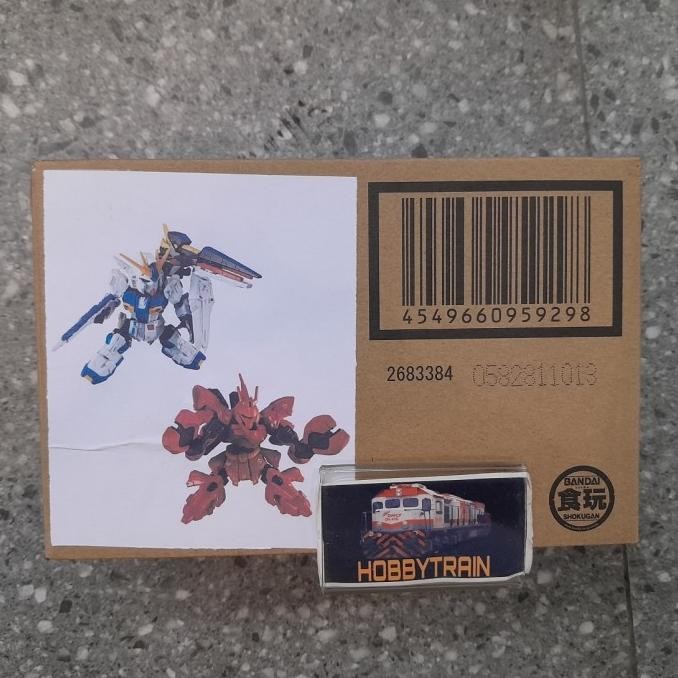 4549660959298
2683384
0582811013
BANDAI
食玩
SHOKUGAN
HOBBYTRAIN